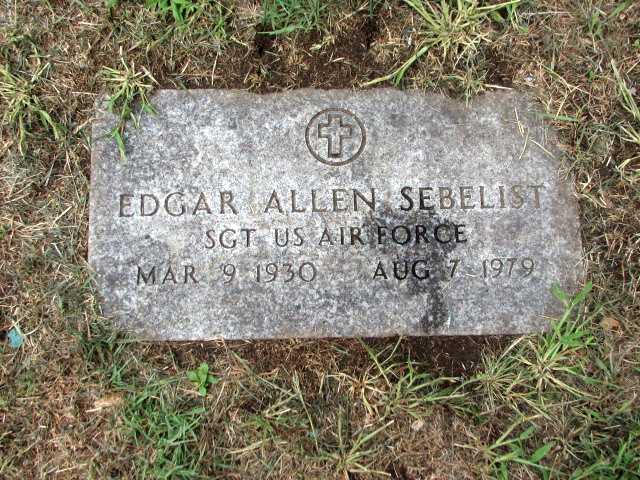 EDGAR ALLEN SEBELIST
SGT US AIR FORCE
MAR 9 1930 AUG 7 1979